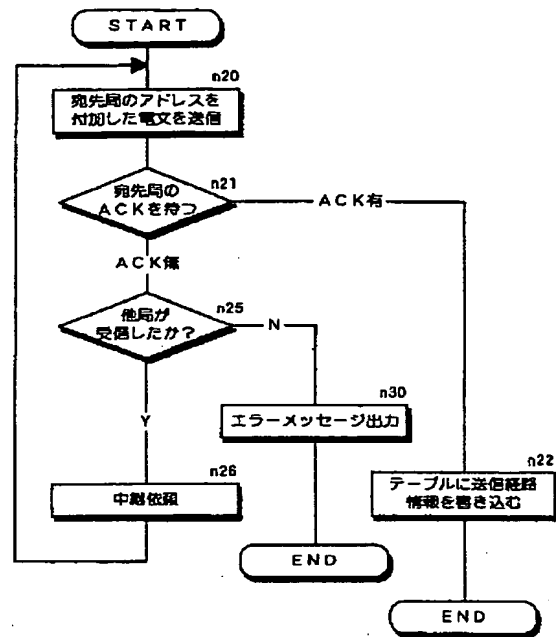 START
n20
宛先局のアドレスを
付加した電文を送信
n21
宛先局の
ACKを待つ
ACK有
ACK無
n25
他局が
受信したか？
N
Y
n30
エラーメッセージ出力
n26
中継依頼
n22
テーブルに送信経路
情報を書き込む
END
END